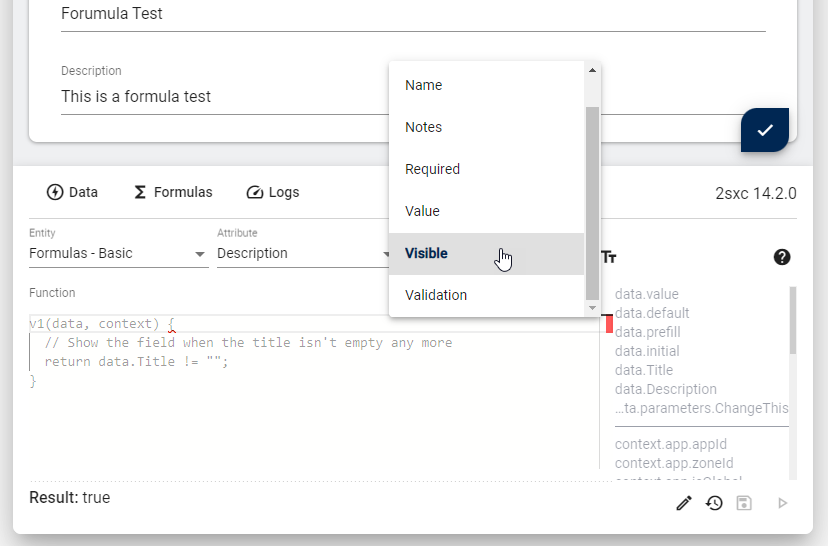 Forumula Test
Description
This is a formula test
Name
Notes
Required
Value
Visible
Validation
Data
Formulas
Logs
2sxc 14.2.0
Entity
Formulas - Basic
Attribute
Description
Function
v1(data, context) {
// Show the field when the title isn't empty any more
return data.Title != "";
}
data.value
data.default
data.prefill
data.initial
data.Title
data.Description
...ta.parameters.ChangeThis
context.app.appId
context.app.zoneId
context.app.isGlobal
Result: true